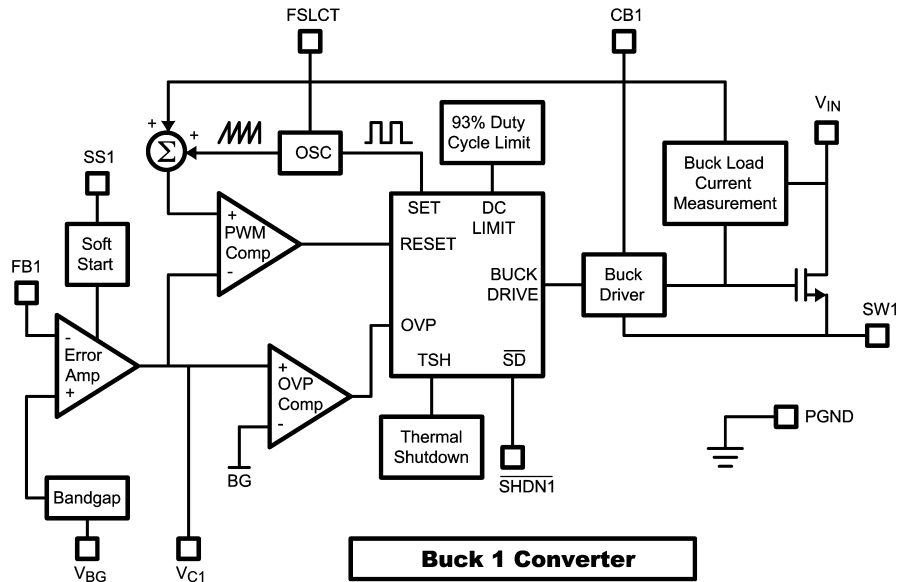 FSLCT
CB1
VIN
+
+
Σ
OSC
93% Duty
Cycle Limit
Buck Load
Current
Measurement
SS1
SET
DC
LIMIT
+
PWM
Comp
-
RESET
Soft
Start
BUCK
DRIVE
Buck
Driver
FB1
SW1
-
Error
Amp
+
OVP
+
OVP
Comp
-
TSH
SD
Thermal
Shutdown
PGND
BG
SHDN1
Bandgap
VBG
VC1
Buck 1 Converter